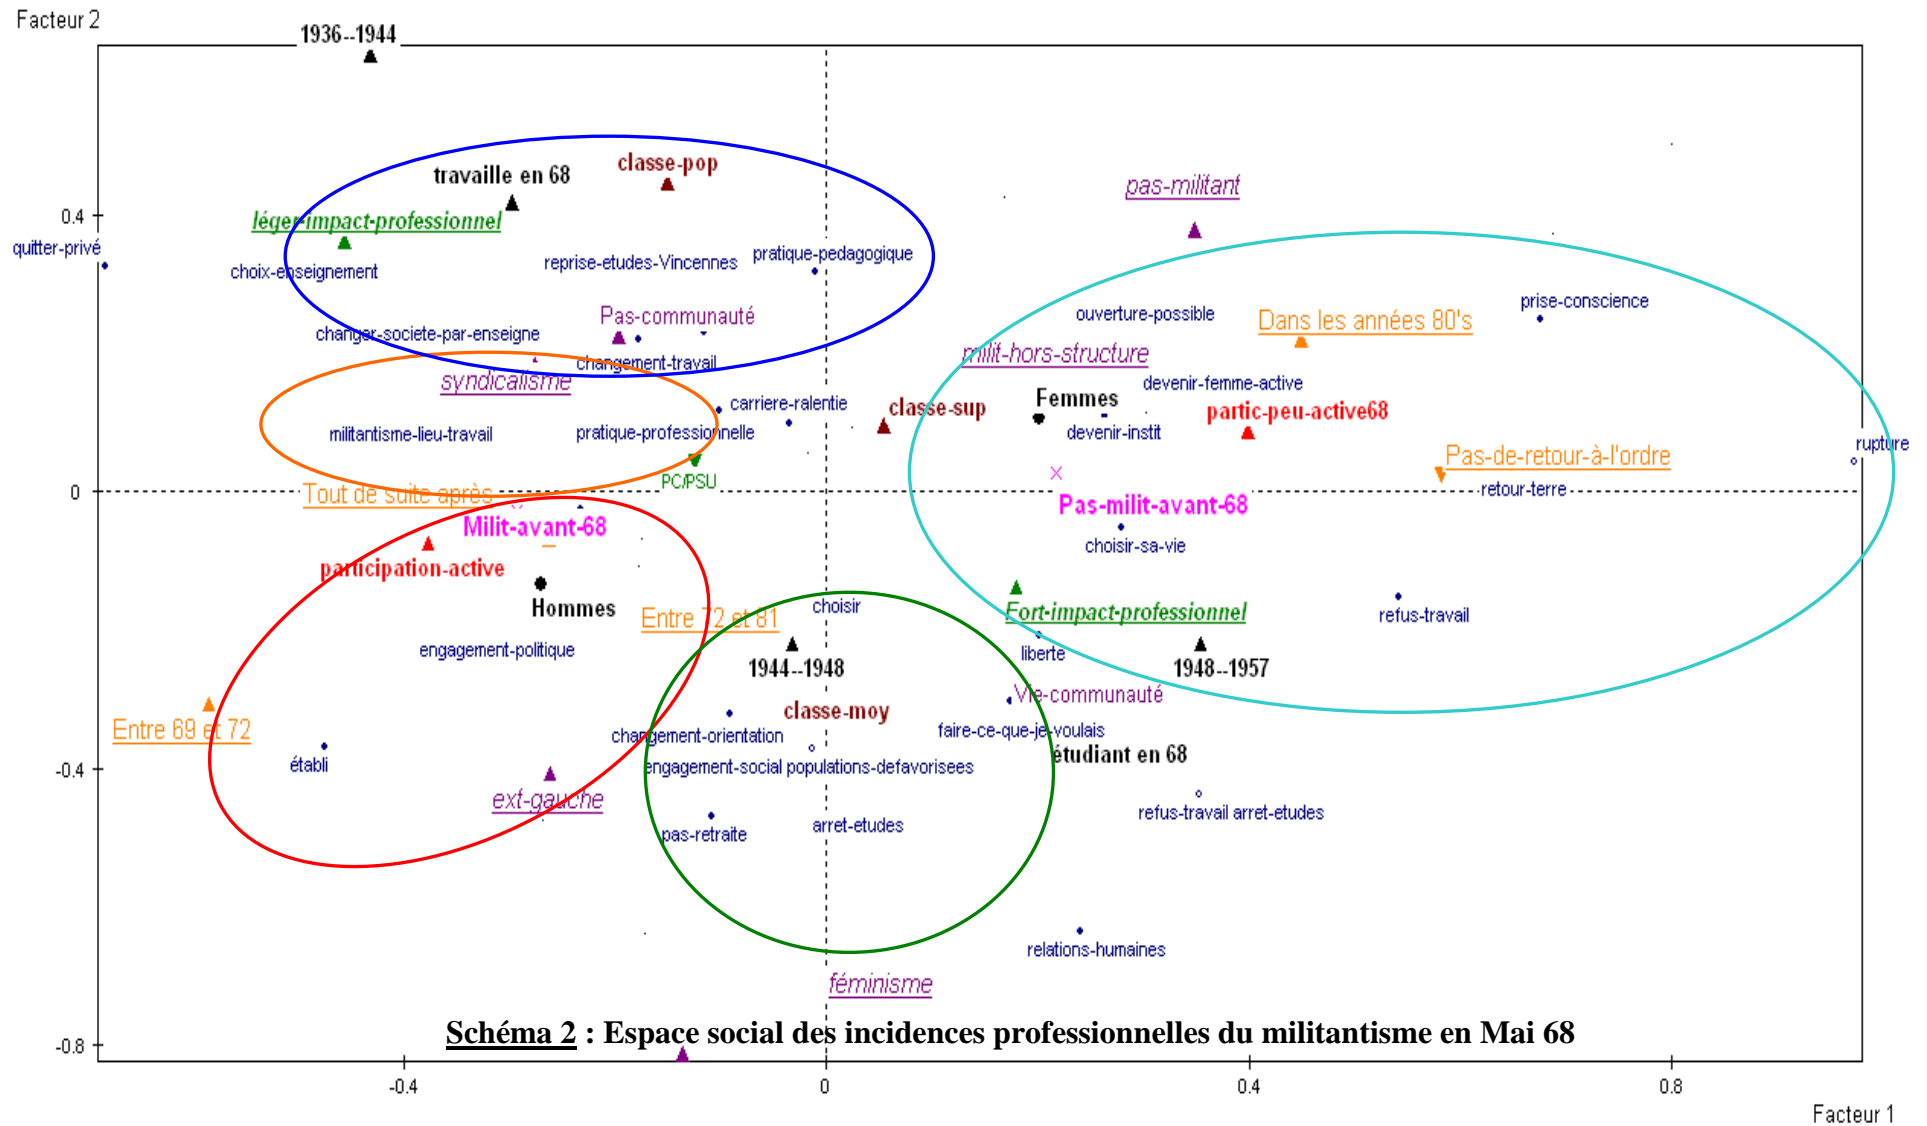 Facteur 2
1936--1944
travaille en 68
classe-pop
pas-militant
0.4
léger-impact-professionnel
quitter-privé
choix-enseignement
reprise-etudes-Vincennes
pratique-pedagogique
prise-conscience
Pas-communauté
ouverture-possible
Dans les années 80's
changer-societe-par-enseigne
changement-travail
milit-hors-structure
syndicalisme
devenir-femme-active
carriere-ralentie
classe-sup
Femmes
partic-peu-active68
militantisme-lieu-travail
pratique-professionnelle
devenir-instit
rupture
Pas-de-retour-à-l'ordre
PC/PSU
retour-terre
0
Tout de suite après
Milit-avant-68
Pas-milit-avant-68
choisir-sa-vie
participation-active
Hommes
Entre 72 et 81
choisir
Fort-impact-professionnel
refus-travail
engagement-politique
liberte
1944--1948
1948--1957
Vie-communauté
classe-moy
Entre 69 et 72
changement-orientation
faire-ce-que-je-voulais
étudiant en 68
établi
-0.4
engagement-social populations-defavorisees
ext-gauche
refus-travail arret-etudes
pas-retraite
arret-etudes
relations-humaines
féminisme
Schéma 2 : Espace social des incidences professionnelles du militantisme en Mai 68
-0.8
-0.4
0
0.4
0.8
Facteur 1